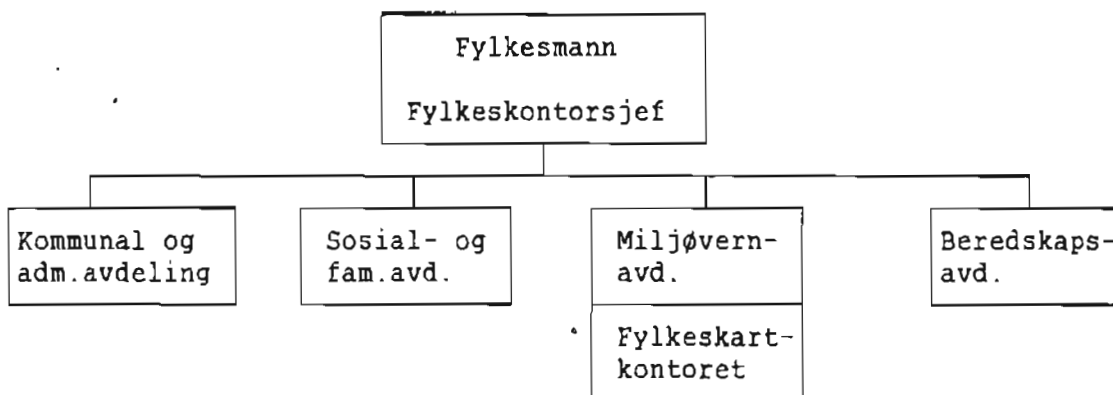 Fylkesmann
Fylkeskontorsjef
Kommunal og
adm.avdeling
Sosial- og
fam.avd.
Miljøvern-
avd.
Fylkeskart-
kontoret
Beredskaps-
avd.